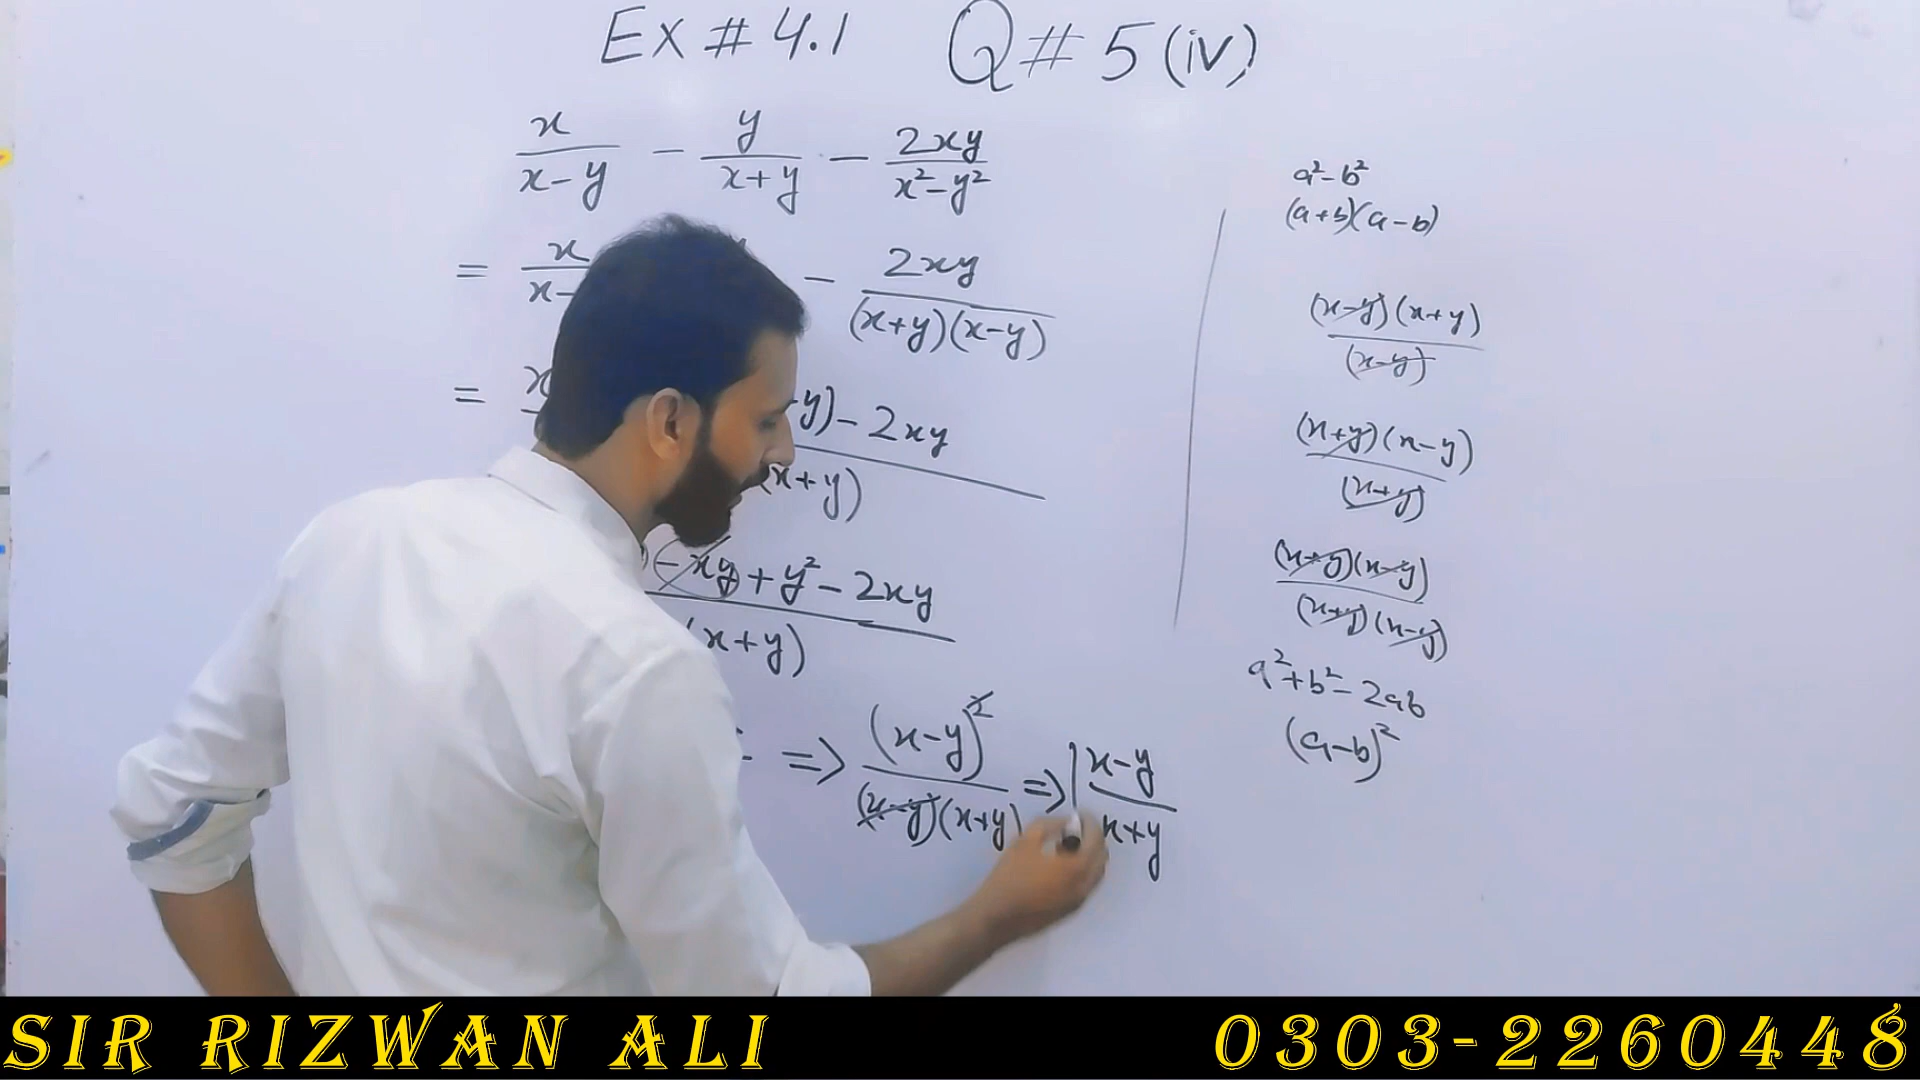 Ex # 4.1 Q # 5 (iv)
x/(x-y) - y/(x+y) - 2xy/(x²-y²)
= x/x- - 2xy/((x+y)(x-y))
= x y) - 2xy / (x+y)
- xy + y² - 2xy / (x+y)
=> (x-y)²/((x-y)(x+y)) => x-y/x+y
a²-b²
(a+b)(a-b)
(x-y)(x+y)
(x-y)
(x+y)(x-y)
(x+y)
(x+y)(x-y)
(x+y)(x-y)
a²+b²-2ab
(a-b)²
SIR RIZWAN ALI 0303-2260448